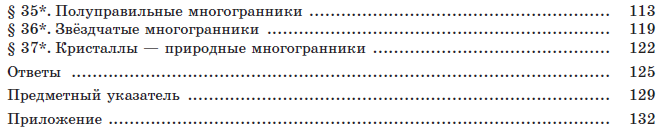 § 35*. Полуправильные многогранники ........................................................ 113
§ 36*. Звёздчатые многогранники ............................................................... 119
§ 37*. Кристаллы — природные многогранники ............................................. 122
Ответы ........................................................................................... 125
Предметный указатель ...................................................................... 129
Приложение .................................................................................... 132